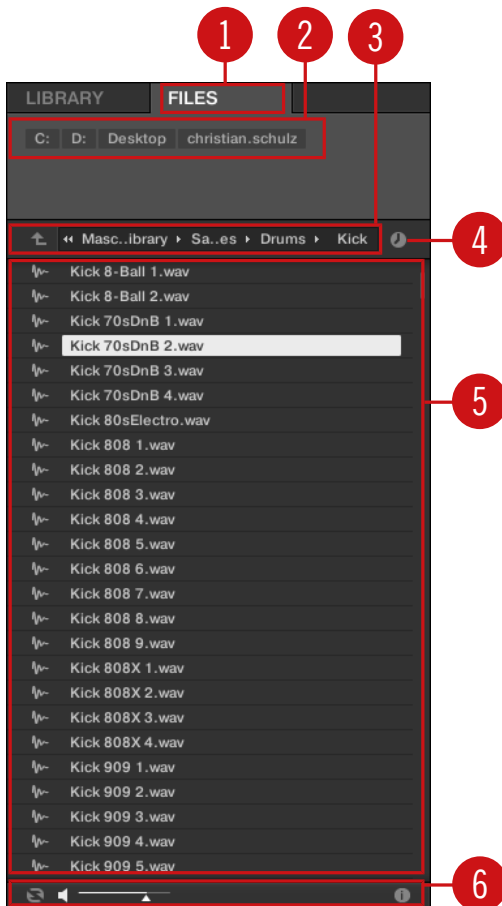 1 2 3
LIBRARY FILES
C: D: Desktop christian.schulz
Masc..ibrary Sa..es Drums Kick
4
Kick 8-Ball 1.wav
Kick 8-Ball 2.wav
Kick 70sDnB 1.wav
Kick 70sDnB 2.wav
Kick 70sDnB 3.wav
Kick 70sDnB 4.wav
5
Kick 80sElectro.wav
Kick 808 1.wav
Kick 808 2.wav
Kick 808 3.wav
Kick 808 4.wav
Kick 808 5.wav
Kick 808 6.wav
Kick 808 7.wav
Kick 808 8.wav
Kick 808 9.wav
Kick 808X 1.wav
Kick 808X 2.wav
Kick 808X 3.wav
Kick 808X 4.wav
Kick 909 1.wav
Kick 909 2.wav
Kick 909 3.wav
Kick 909 4.wav
Kick 909 5.wav
6